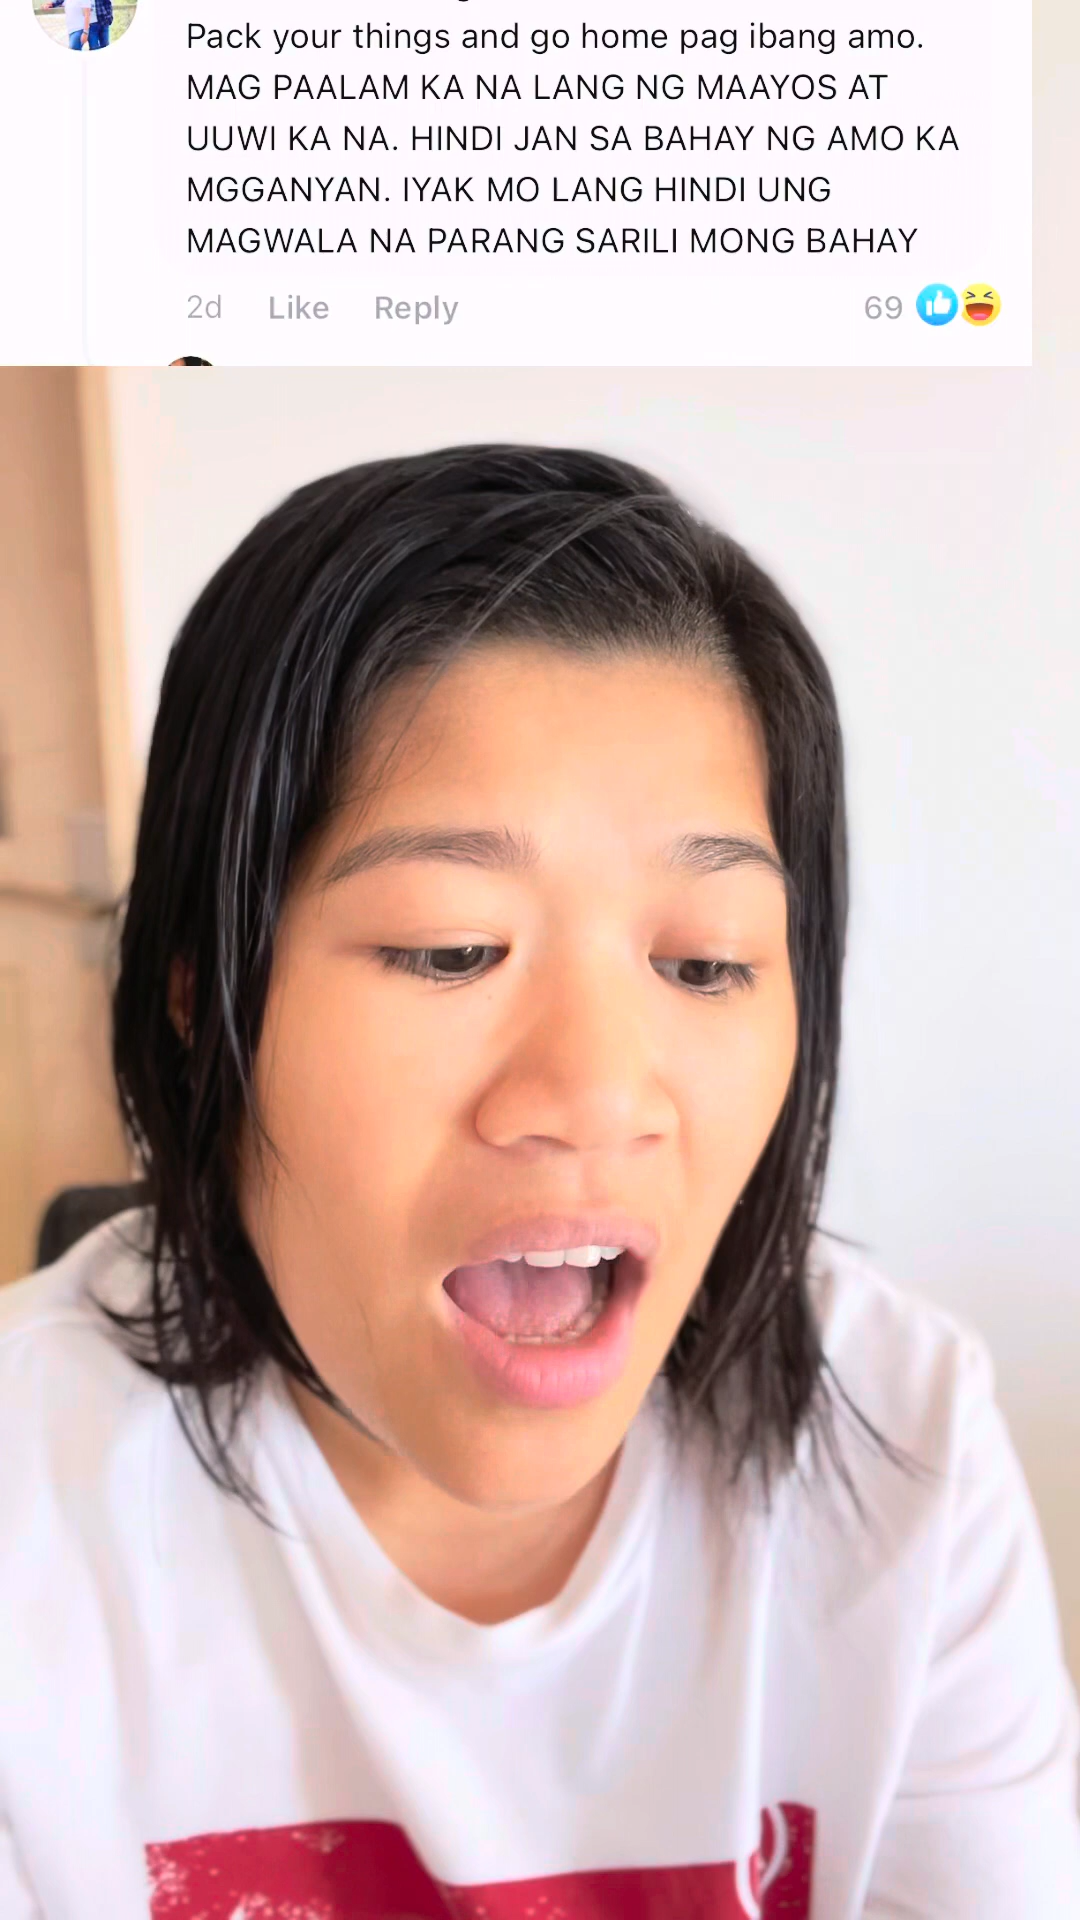 Pack your things and go home pag ibang amo.
MAG PAALAM KA NA LANG NG MAAYOS AT
UUWI KA NA. HINDI JAN SA BAHAY NG AMO KA
MGGANYAN. IYAK MO LANG HINDI UNG
MAGWALA NA PARANG SARILI MONG BAHAY
2d Like Reply 69